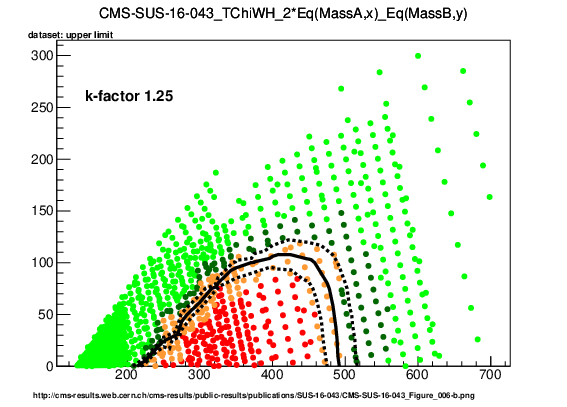 CMS-SUS-16-043_TChiWH_2*Eq(MassA,x)_Eq(MassB,y)
dataset: upper limit
300
k-factor 1.25
250
200
150
100
50
0
200 300 400 500 600 700
http://cms-results.web.cern.ch/cms-results/public-results/publications/SUS-16-043/CMS-SUS-16-043_Figure_006-b.png